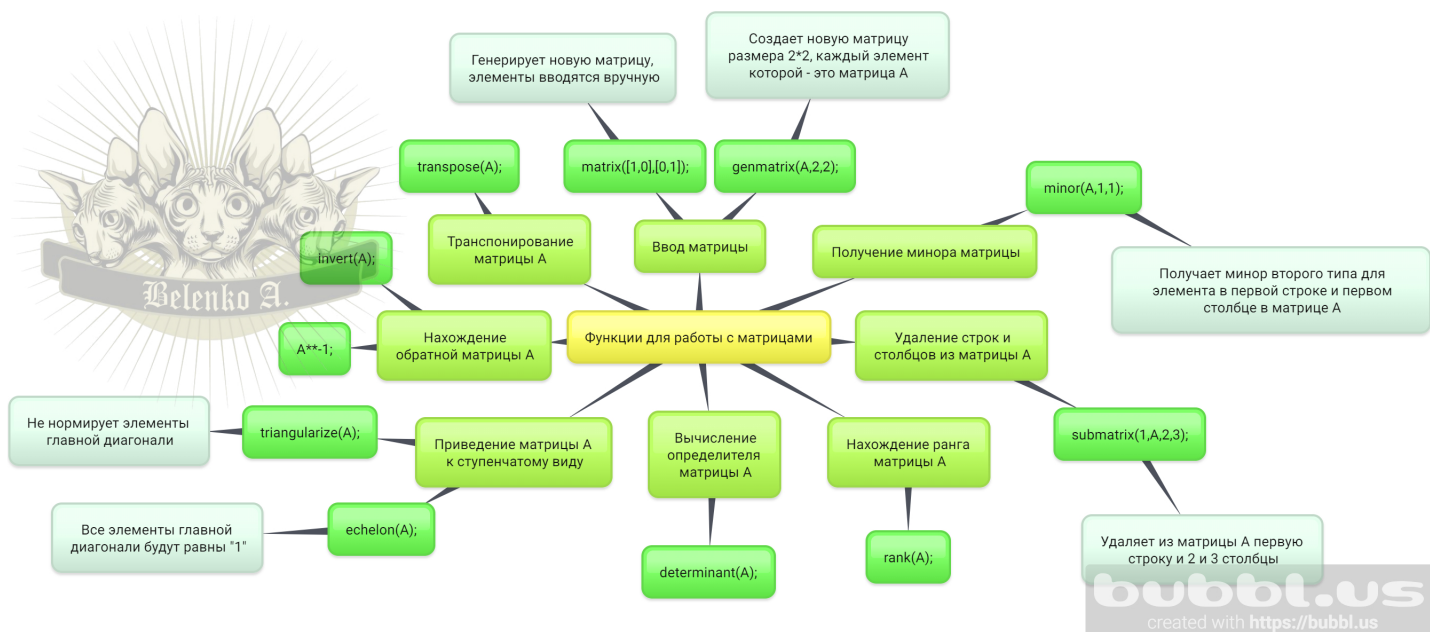 Создает новую матрицу
размера 2*2, каждый элемент
которой - это матрица A
Генерирует новую матрицу,
элементы вводятся вручную
transpose(A);
matrix([1,0],[0,1]);
genmatrix(A,2,2);
minor(A,1,1);
Транспонирование
матрицы A
Ввод матрицы
Получение минора матрицы
invert(A);
Получает минор второго типа для
элемента в первой строке и первом
столбце в матрице A
Belenko A.
A**-1;
Нахождение
обратной матрицы A
Функции для работы с матрицами
Удаление строк и
столбцов из матрицы A
Не нормирует элементы
главной диагонали
triangularize(A);
Приведение матрицы A
к ступенчатому виду
Вычисление
определителя
матрицы A
Нахождение ранга
матрицы A
submatrix(1,A,2,3);
Все элементы главной
диагонали будут равны "1"
echelon(A);
determinant(A);
rank(A);
Удаляет из матрицы A первую
строку и 2 и 3 столбцы
bubbl.us
created with https://bubbl.us